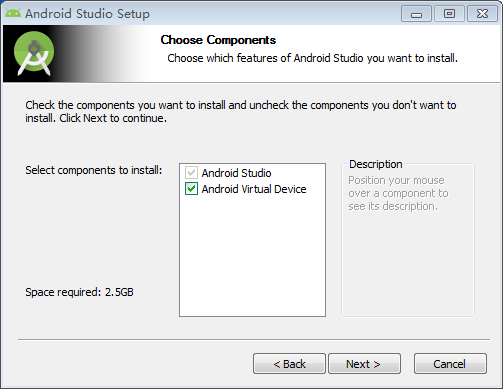 Android Studio Setup
Choose Components
Choose which features of Android Studio you want to install.
Check the components you want to install and uncheck the components you don't want to
install. Click Next to continue.
Select components to install:
Android Studio
Android Virtual Device
Description
Position your mouse
over a component to
see its description.
Space required: 2.5GB
< Back
Next >
Cancel